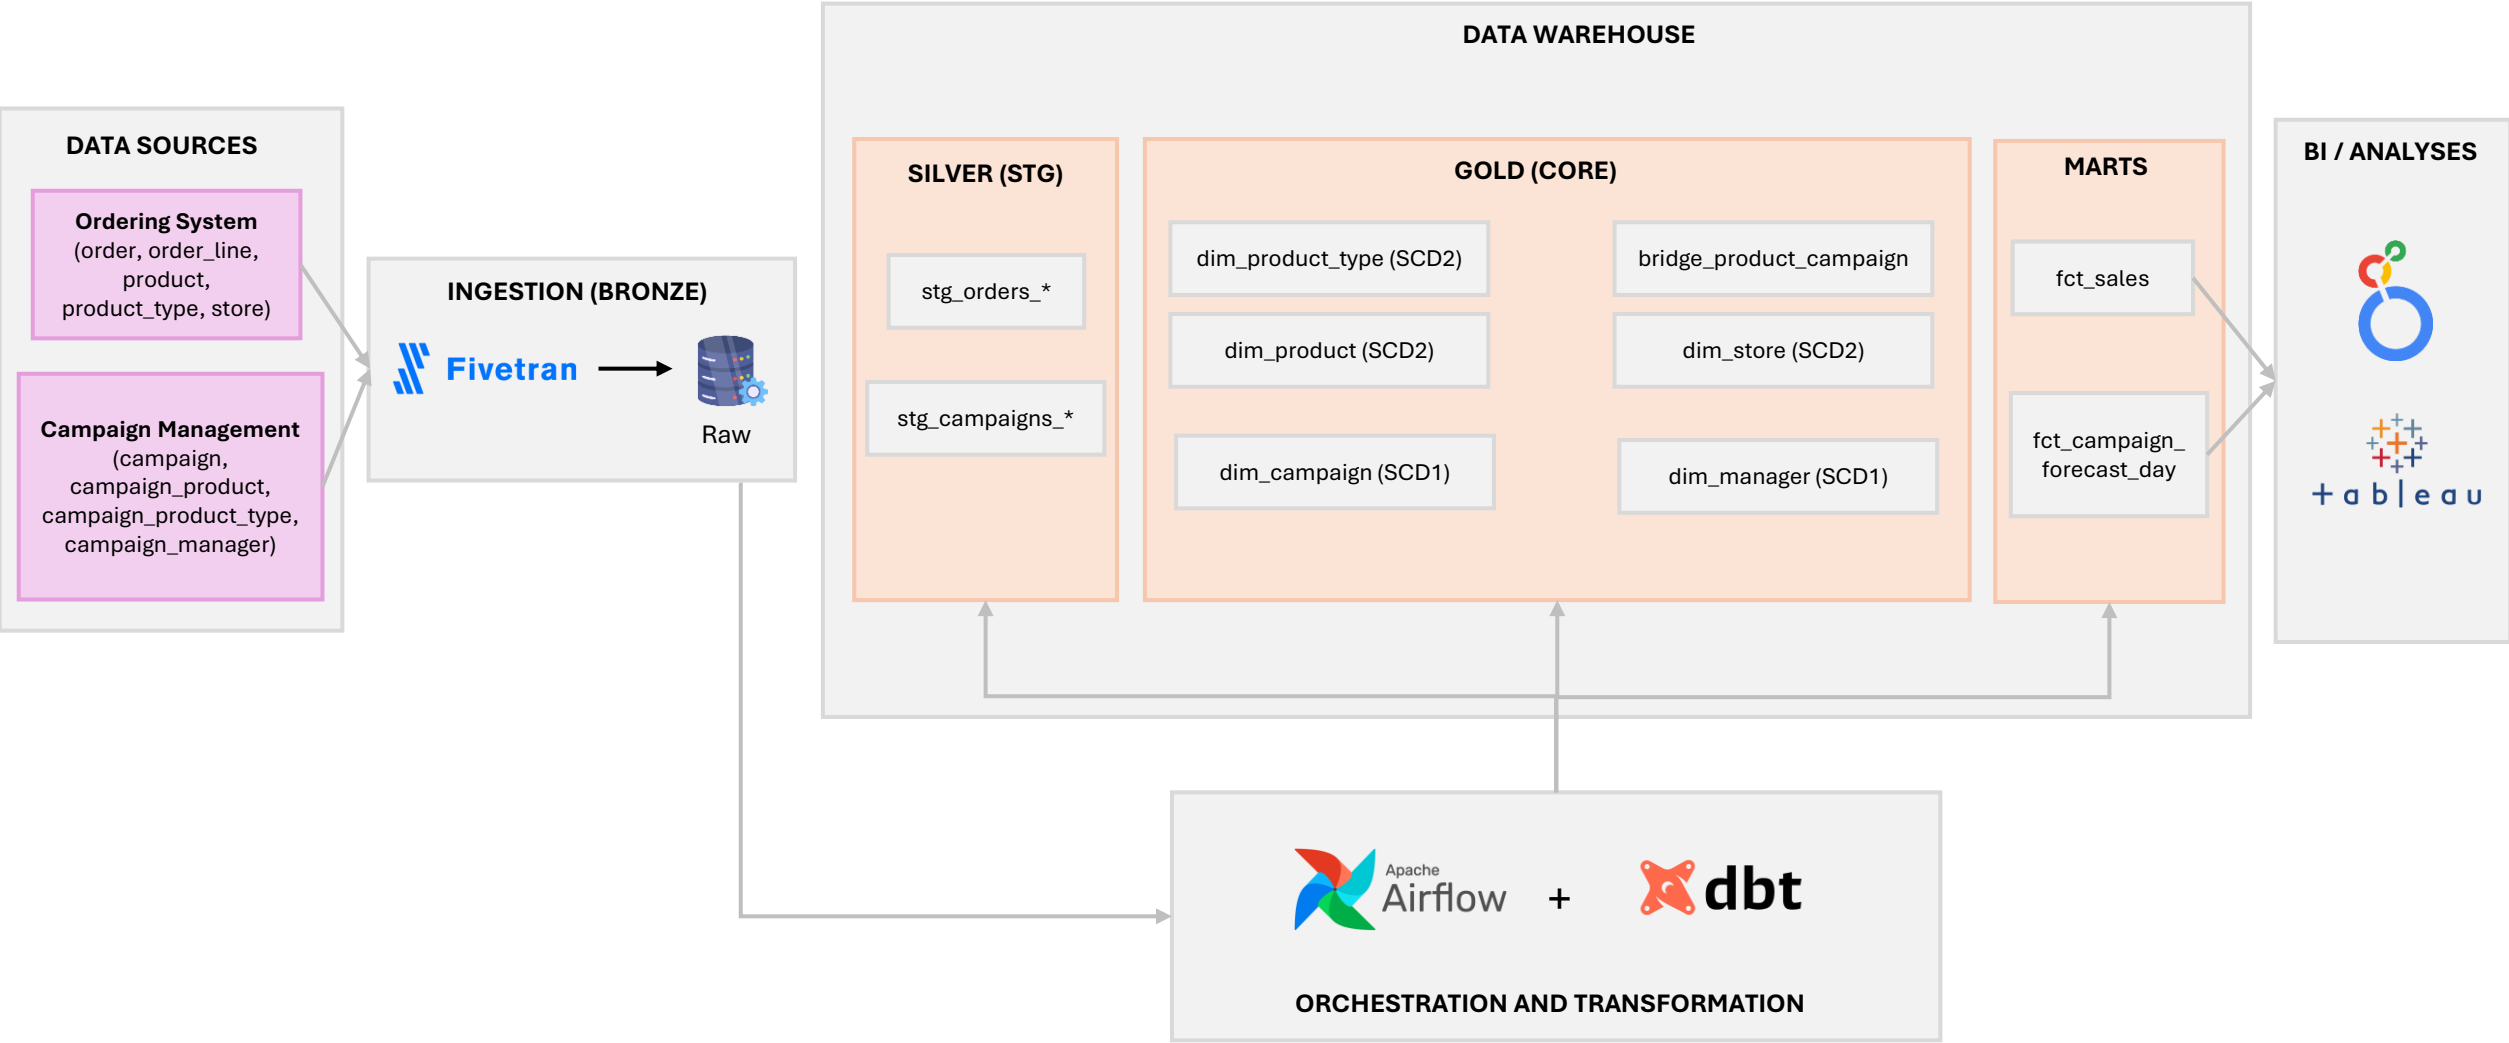 DATA SOURCES
Ordering System
(order, order_line,
product,
product_type, store)
Campaign Management
(campaign,
campaign_product,
campaign_product_type,
campaign_manager)
INGESTION (BRONZE)
Fivetran
Raw
DATA WAREHOUSE
SILVER (STG)
stg_orders_*
stg_campaigns_*
GOLD (CORE)
dim_product_type (SCD2)
bridge_product_campaign
dim_product (SCD2)
dim_store (SCD2)
dim_campaign (SCD1)
dim_manager (SCD1)
MARTS
fct_sales
fct_campaign_
forecast_day
BI / ANALYSES
+ableau
Apache
Airflow
+
dbt
ORCHESTRATION AND TRANSFORMATION